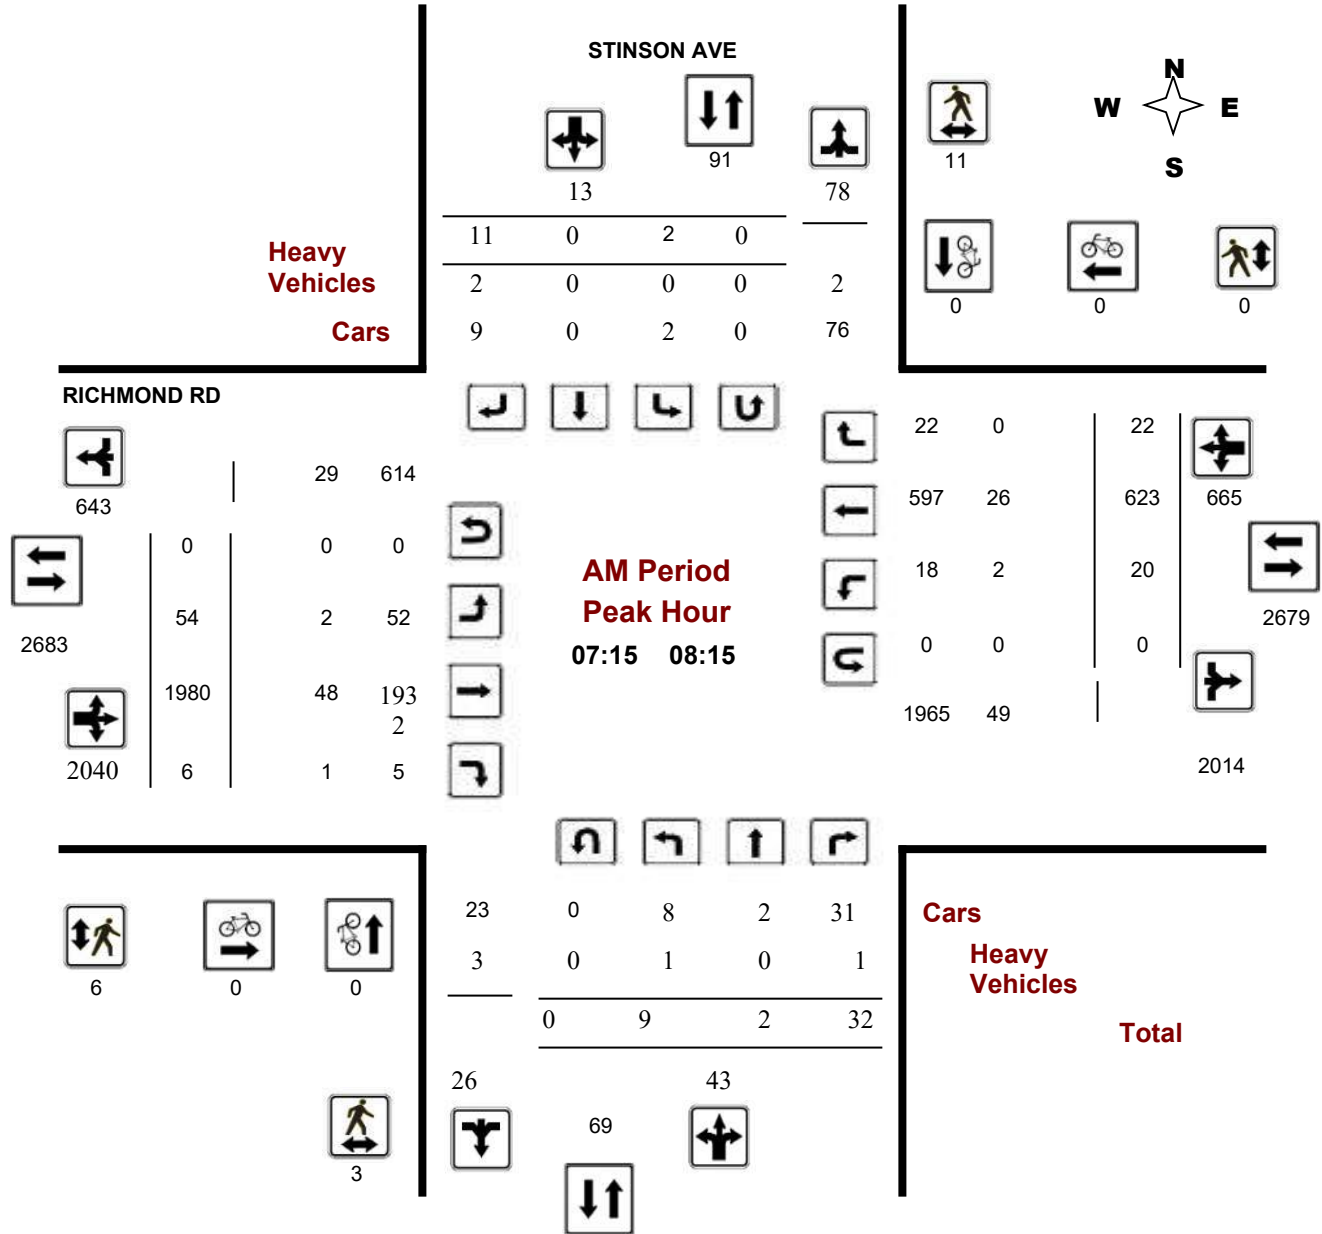 STINSON AVE
N
W E
S
13 91 78 11
11 0 2 0
Heavy
Vehicles 2 0 0 0 2
Cars 9 0 2 0 76
0 0 0
RICHMOND RD
643 29 614
0 0 0
54 2 52
2683
1980 48 193
2
2040 6 1 5
AM Period
Peak Hour
07:15 08:15
22 0 22
597 26 623 665
18 2 20
2679
0 0 0
1965 49
2014
23 0 8 2 31 Cars
3 0 1 0 1 Heavy
Vehicles
0 9 2 32 Total
6 0 0
26 43
69
3